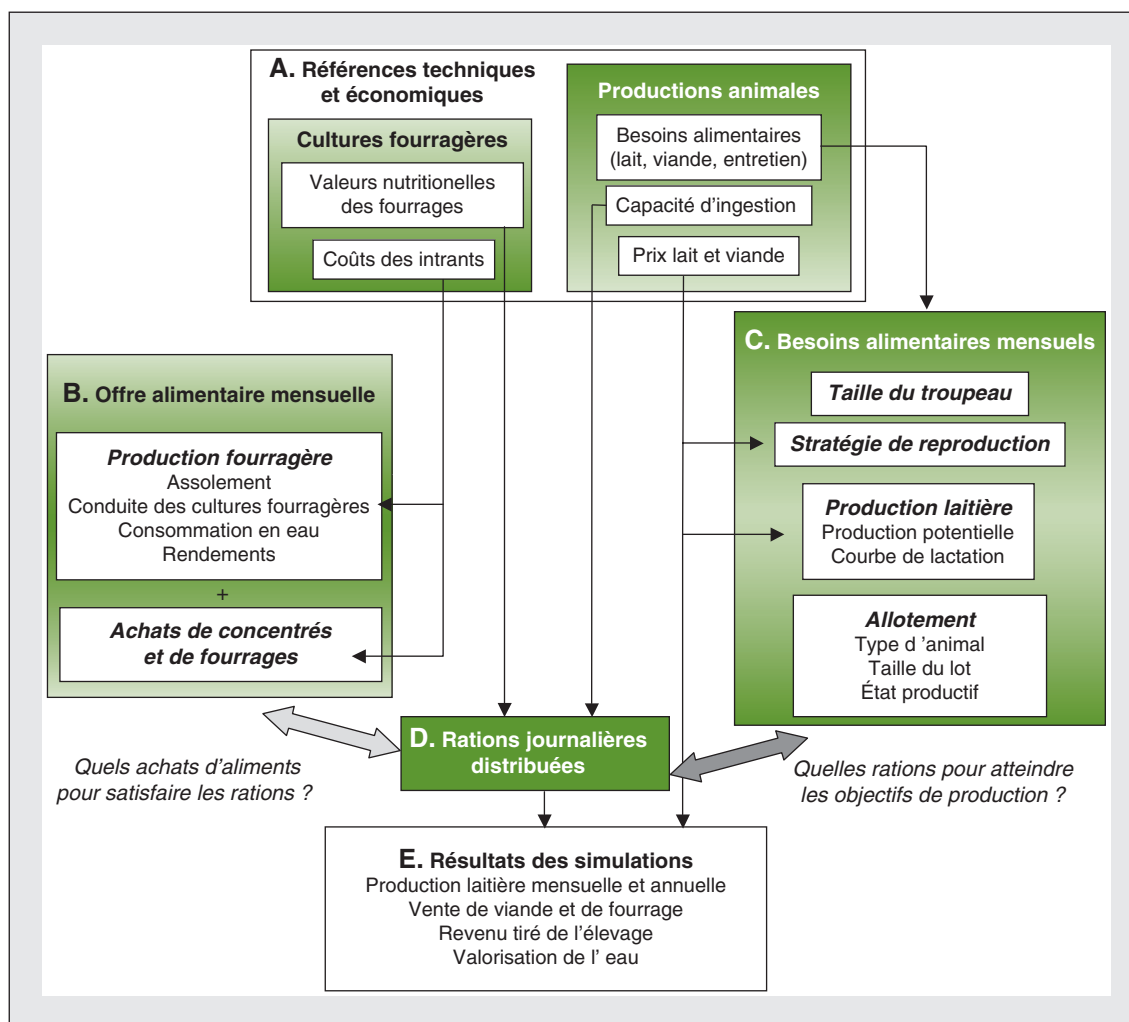 A. Références techniques
et économiques
Cultures fourragères
Valeurs nutritionelles
des fourrages
Coûts des intrants
Productions animales
Besoins alimentaires
(lait, viande, entretien)
Capacité d'ingestion
Prix lait et viande
B. Offre alimentaire mensuelle
Production fourragère
Assolement
Conduite des cultures fourragères
Consommation en eau
Rendements
+
Achats de concentrés
et de fourrages
C. Besoins alimentaires mensuels
Taille du troupeau
Stratégie de reproduction
Production laitière
Production potentielle
Courbe de lactation
Allotement
Type d 'animal
Taille du lot
État productif
D. Rations journalières
distribuées
Quels achats d'aliments
pour satisfaire les rations ?
Quelles rations pour atteindre
les objectifs de production ?
E. Résultats des simulations
Production laitière mensuelle et annuelle
Vente de viande et de fourrage
Revenu tiré de l'élevage
Valorisation de l' eau